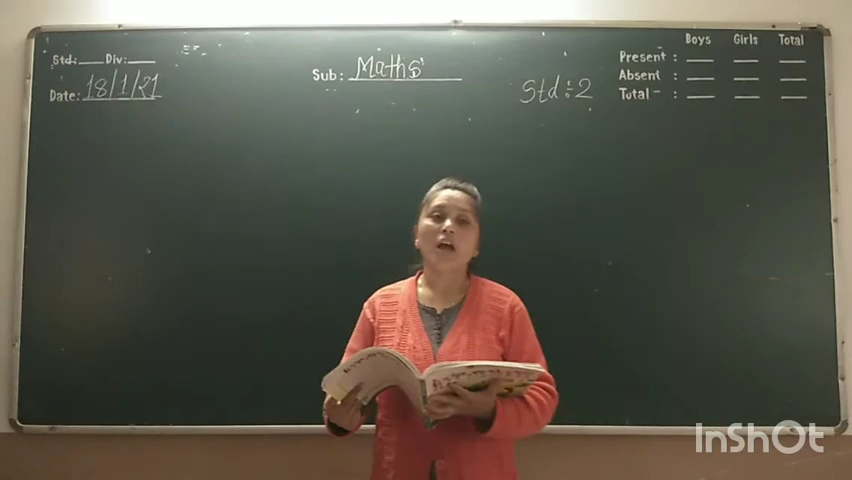 Std: Div:
Date: 18/1/21
Sub: Maths
Std ÷ 2
Boys Girls Total
Present :
Absent :
Total :
InShOt